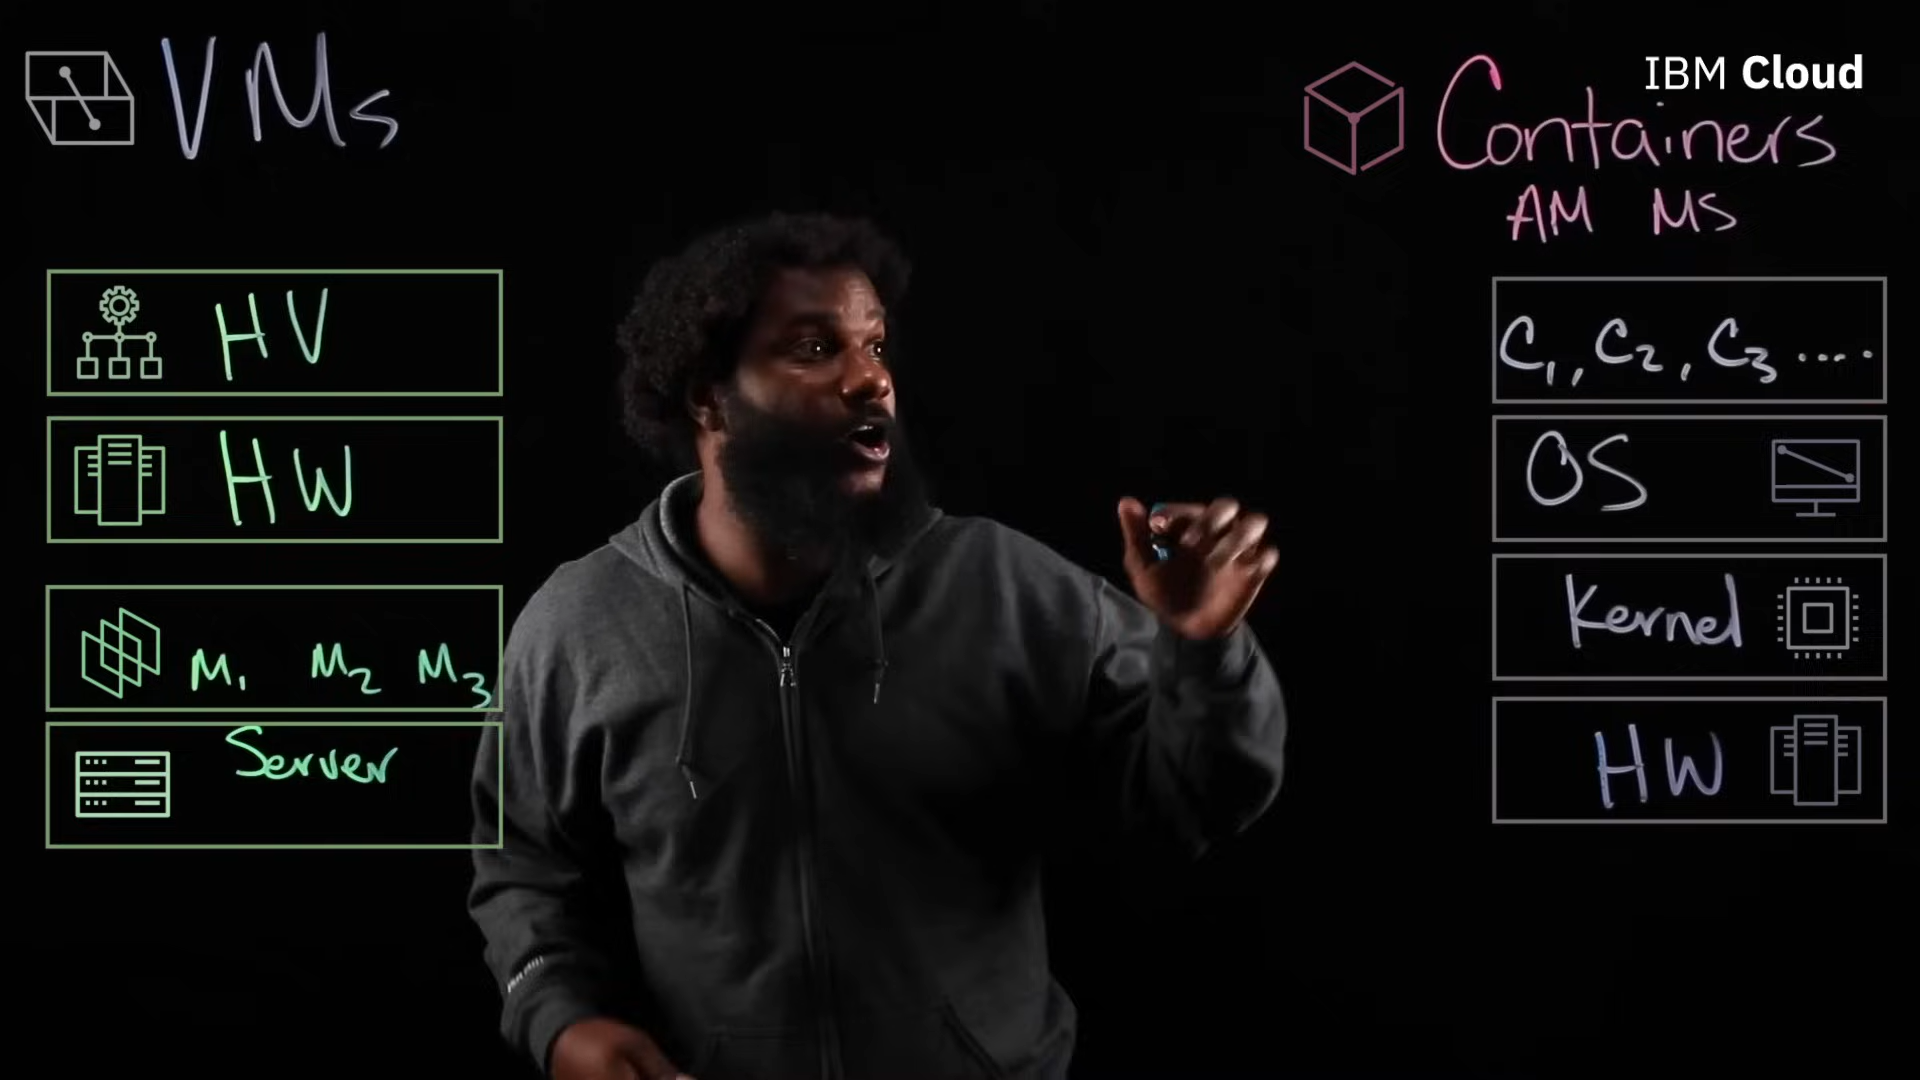 VMs
HV
HW
M1 M2 M3
Server
IBM Cloud
Containers
AM MS
C1, C2, C3 ....
OS
Kernel
HW